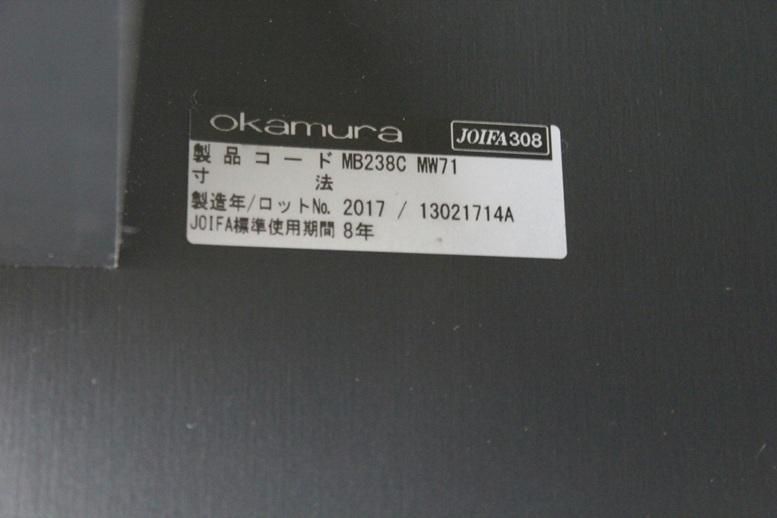 okamura JOIFA308
製品コード MB238C MW71
寸法
製造年/ロットNo. 2017 / 13021714A
JOIFA標準使用期間 8年